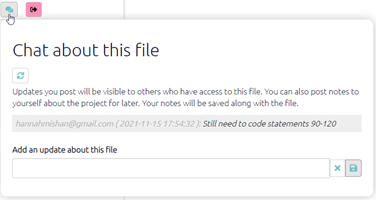 Chat about this file
Updates you post will be visible to others who have access to this file. You can also post notes to
yourself about the project for later. Your notes will be saved along with the file.
hannahmishan@gmail.com ( 2021-11-15 17:54:32 ): Still need to code statements 90-120
Add an update about this file